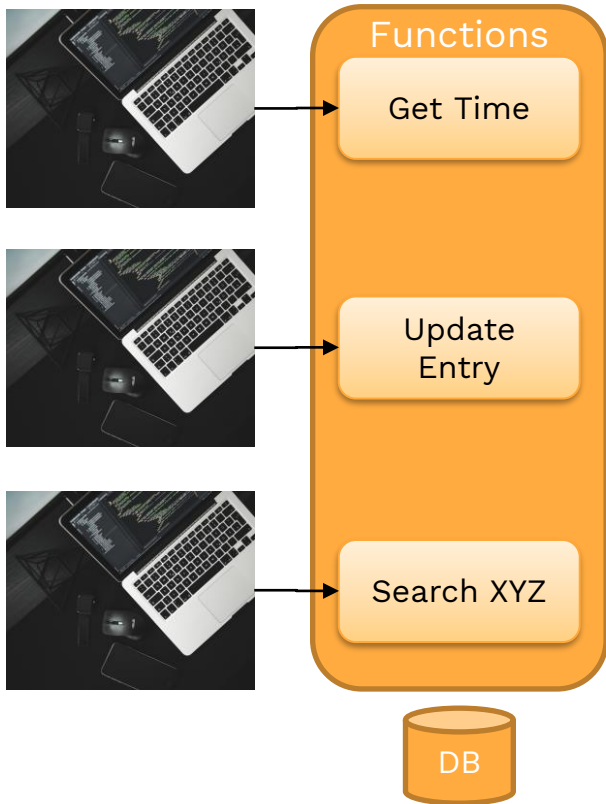 Functions
Get Time
Update
Entry
Search XYZ
DB